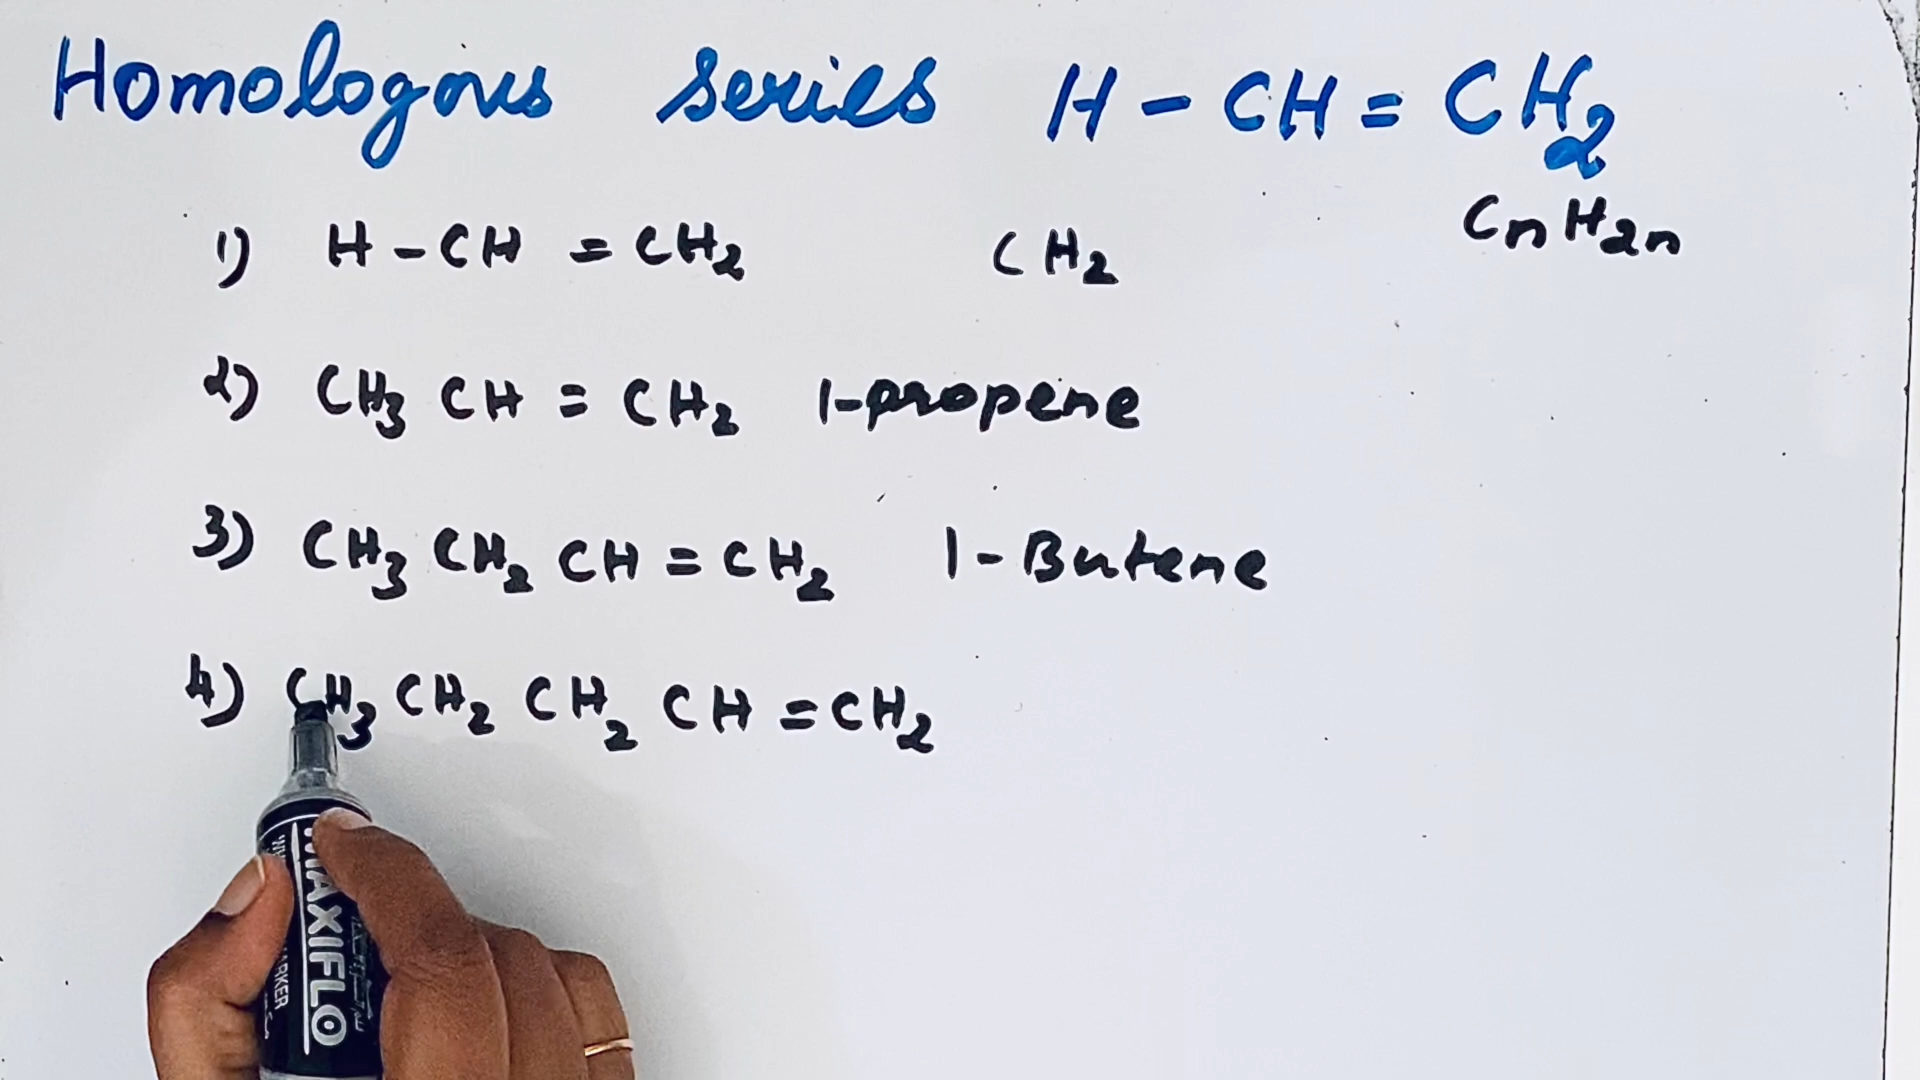 Homologous series H - CH = CH2
CnH2n
1) H - CH = CH2 CH2
2) CH3 CH = CH2 1-propene
3) CH3 CH2 CH = CH2 1 - Butene
4) CH3 CH2 CH2 CH = CH2
MAXIFLO
MARKER